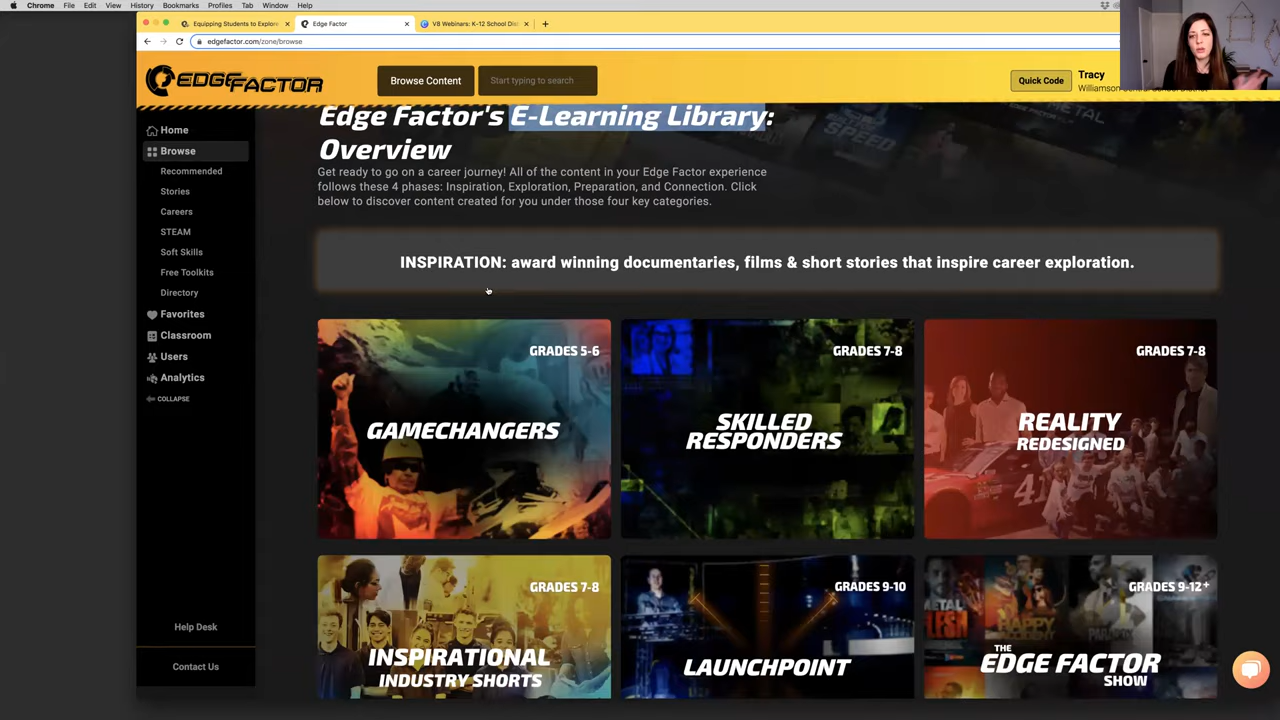 Chrome File Edit View History Bookmarks Profiles Tab Window Help
Equipping Students to Explore
Edge Factor
V8 Webinars: K-12 School Dis
edgefactor.com/zone/browse
EDGEFACTOR
Browse Content
Start typing to search
Quick Code
Tracy
Home
Browse
Recommended
Stories
Careers
STEAM
Soft Skills
Free Toolkits
Directory
Favorites
Classroom
Users
Analytics
COLLAPSE
Help Desk
Contact Us
Edge Factor's E-Learning Library:
Overview
Get ready to go on a career journey! All of the content in your Edge Factor experience
follows these 4 phases: Inspiration, Exploration, Preparation, and Connection. Click
below to discover content created for you under those four key categories.
INSPIRATION: award winning documentaries, films & short stories that inspire career exploration.
GRADES 5-6
GAMECHANGERS
GRADES 7-8
SKILLED
RESPONDERS
GRADES 7-8
REALITY
REDESIGNED
41
GRADES 7-8
INSPIRATIONAL
INDUSTRY SHORTS
GRADES 9-10
LAUNCHPOINT
GRADES 9-12+
THE
EDGE FACTOR
SHOW